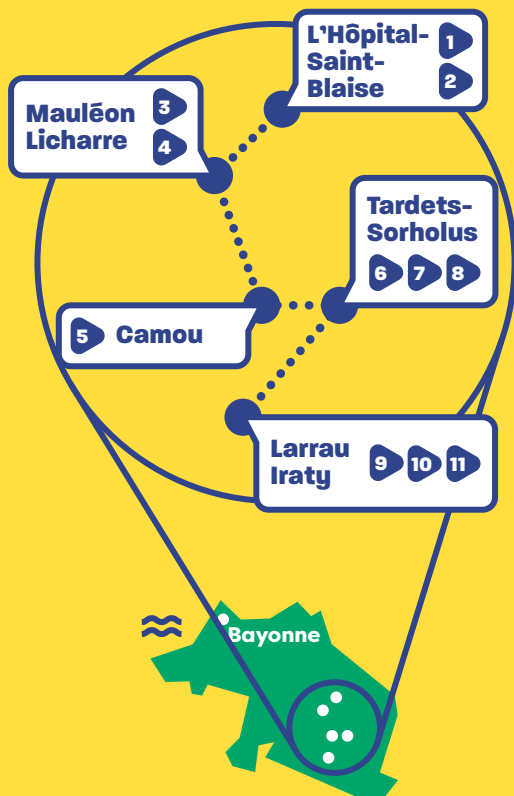 L'Hôpital-
Saint-
Blaise
1
2
Mauléon
Licharre
3
4
Tardets-
Sorholus
6 7 8
5 Camou
Larrau
Iraty
9 10 11
Bayonne